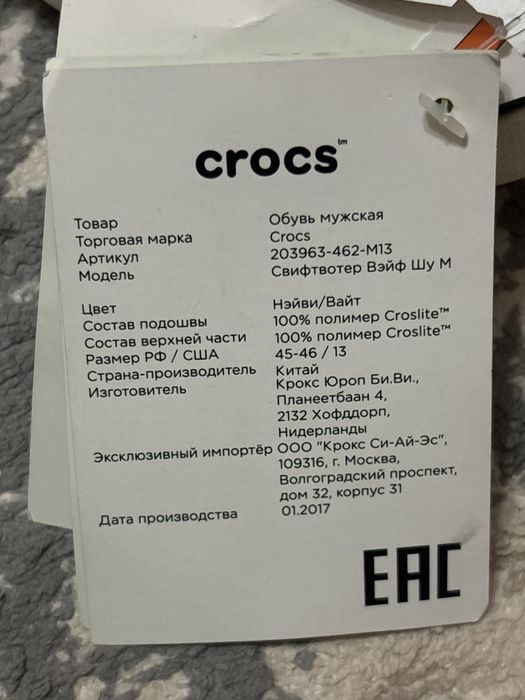 crocs™
Товар Обувь мужская
Торговая марка Crocs
Артикул 203963-462-M13
Модель Свифтвотер Вэйф Шу М
Цвет Нэйви/Вайт
Состав подошвы 100% полимер Croslite™
Состав верхней части 100% полимер Croslite™
Размер РФ / США 45-46 / 13
Страна-производитель Китай
Изготовитель Крокс Юроп Би.Ви.,
Планеетбаан 4,
2132 Хофддорп,
Нидерланды
Эксклюзивный импортёр ООО "Крокс Си-Ай-Эс",
109316, г. Москва,
Волгоградский проспект,
дом 32, корпус 31
Дата производства 01.2017
EAC